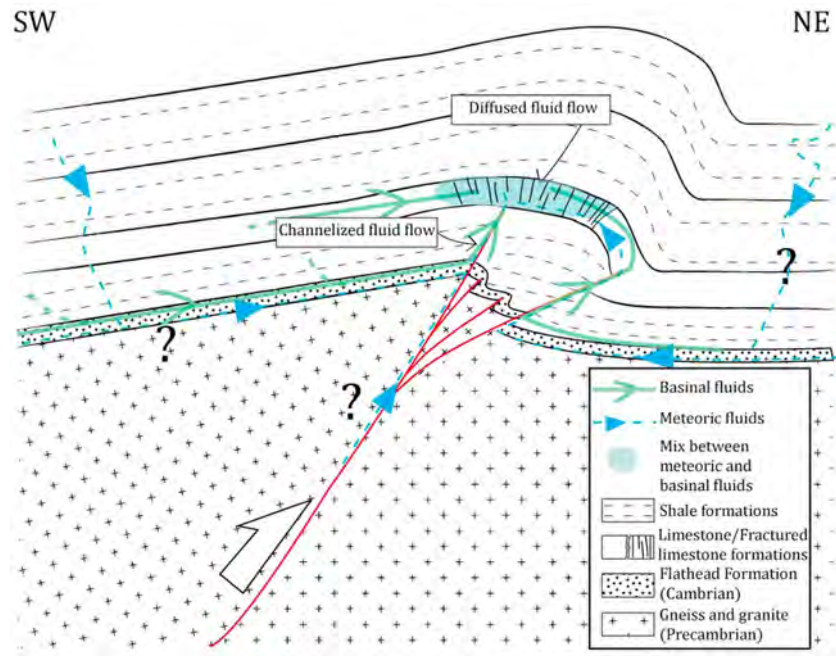 SW
NE
Diffused fluid flow
Channelized fluid flow
?
?
?
Basinal fluids
Meteoric fluids
Mix between
meteoric and
basinal fluids
Shale formations
Limestone/Fractured
limestone formations
Flathead Formation
(Cambrian)
Gneiss and granite
(Precambrian)